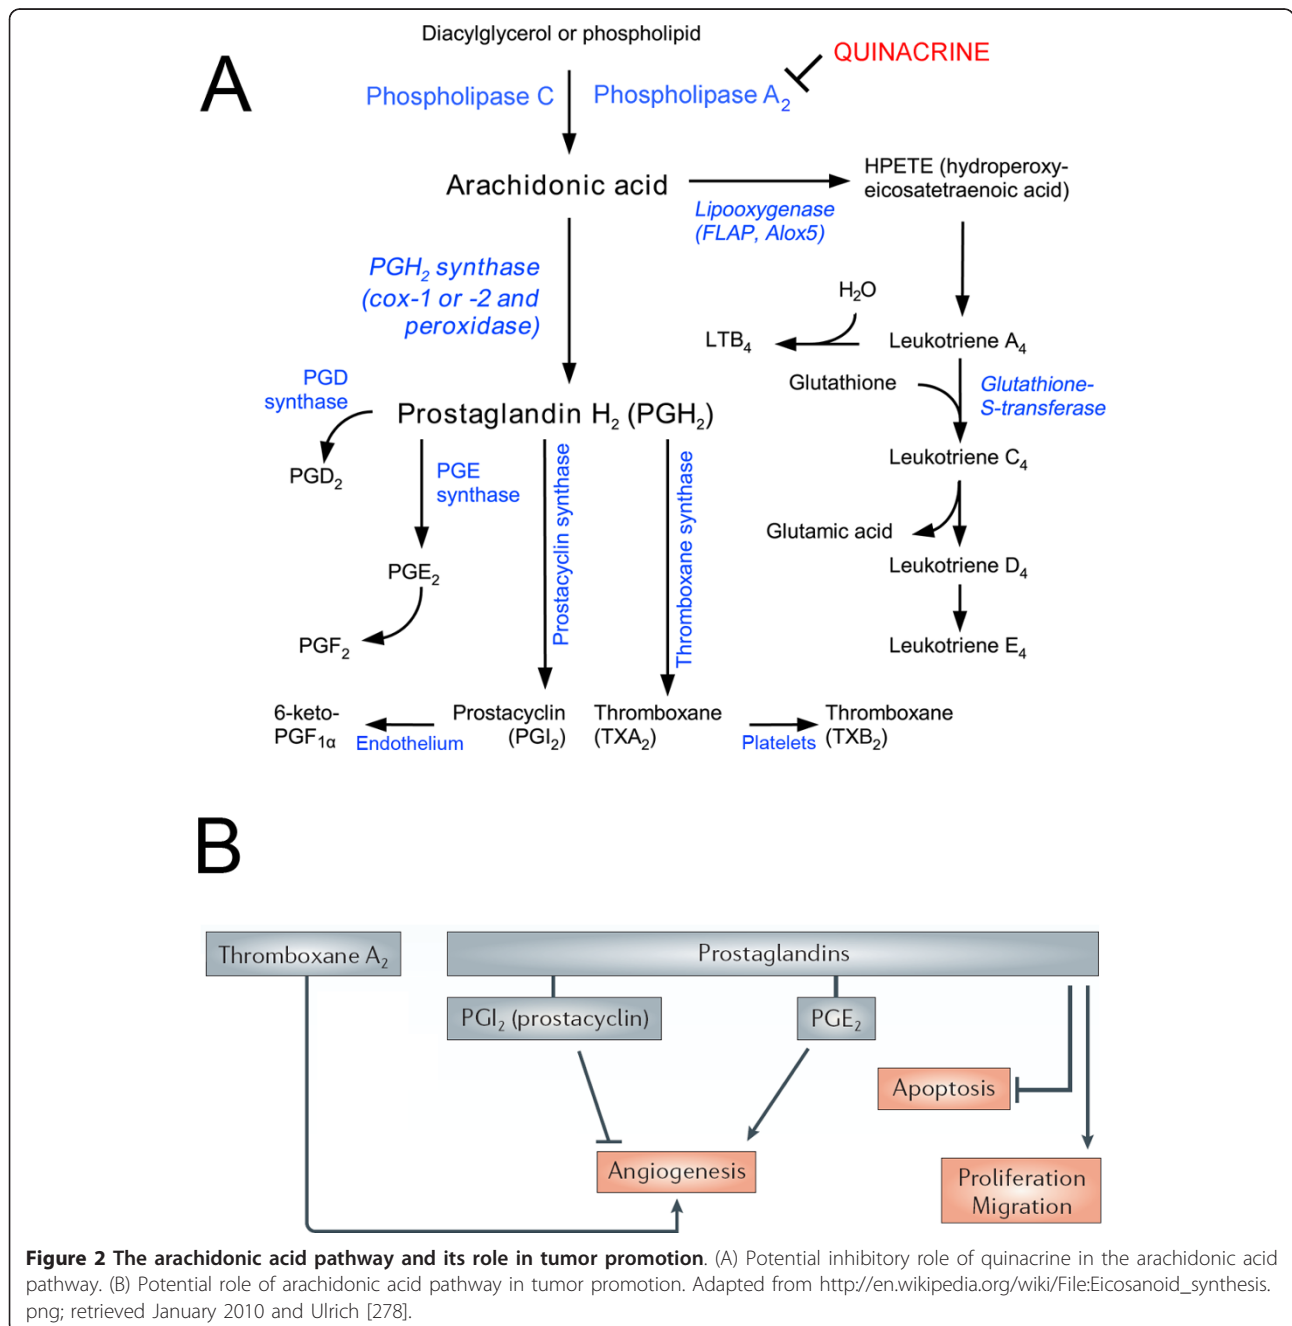 A
Diacylglycerol or phospholipid
QUINACRINE
Phospholipase C
Phospholipase A2
Arachidonic acid
HPETE (hydroperoxy-
eicosatetraenoic acid)
Lipooxygenase
(FLAP, Alox5)
PGH2 synthase
(cox-1 or -2 and
peroxidase)
H2O
LTB4
Leukotriene A4
Glutathione
Glutathione-
S-transferase
PGD
synthase
Prostaglandin H2 (PGH2)
PGD2
PGE
synthase
Prostacyclin synthase
Thromboxane synthase
Leukotriene C4
Glutamic acid
Leukotriene D4
PGE2
PGF2
Leukotriene E4
6-keto-
PGF1α
Endothelium
Prostacyclin
(PGI2)
Thromboxane
(TXA2)
Platelets
Thromboxane
(TXB2)
B
Thromboxane A2
Prostaglandins
PGI2 (prostacyclin)
PGE2
Apoptosis
Angiogenesis
Proliferation
Migration
Figure 2 The arachidonic acid pathway and its role in tumor promotion. (A) Potential inhibitory role of quinacrine in the arachidonic acid
pathway. (B) Potential role of arachidonic acid pathway in tumor promotion. Adapted from http://en.wikipedia.org/wiki/File:Eicosanoid_synthesis.
png; retrieved January 2010 and Ulrich [278].